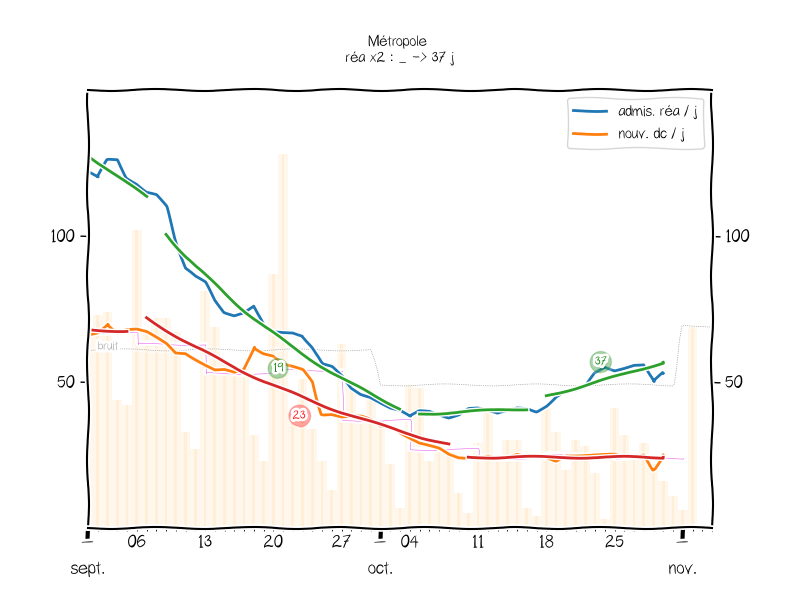 Métropole
réa x2 : _ -> 37 j
admis. réa / j
nouv. dc / j
100
100
bruit
37
19
50
50
23
06
13
20
27
04
11
18
25
sept.
oct.
nov.